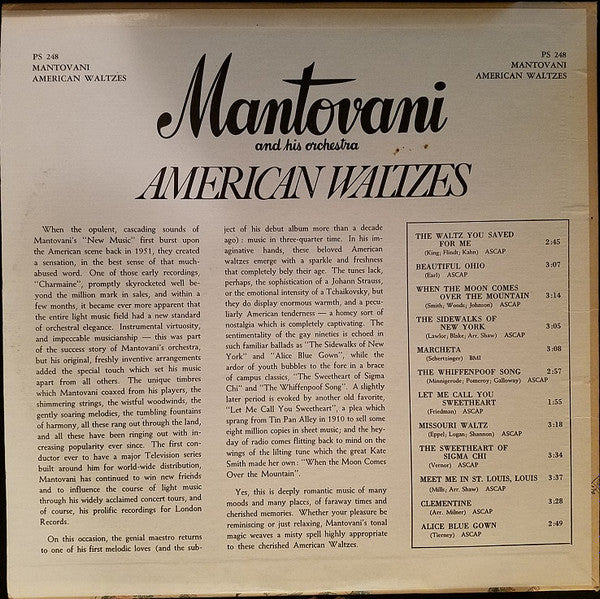 PS 248
MANTOVANI
AMERICAN WALTZES
PS 248
MANTOVANI
AMERICAN WALTZES
Mantovani
and his orchestra
AMERICAN WALTZES
When the opulent, cascading sounds of
Mantovani's "New Music" first burst upon
the American scene back in 1951, they created
a sensation, in the best sense of that much-
abused word. One of those early recordings,
"Charmaine", promptly skyrocketed well be-
yond the million mark in sales, and within a
few months, it became ever more apparent that
the entire light music field had a new standard
of orchestral elegance. Instrumental virtuosity,
and impeccable musicianship — this was part
of the success story of Mantovani's orchestra,
but his original, freshly inventive arrangements
added the special touch which set his music
apart from all others. The unique timbres
which Mantovani coaxed from his players, the
shimmering strings, the wistful woodwinds, the
gently soaring melodies, the tumbling fountains
of harmony, all these rang out through the land,
and all these have been ringing out with in-
creasing popularity ever since. The first con-
ductor ever to have a major Television series
built around him for world-wide distribution,
Mantovani has continued to win new friends
and to influence the course of light music
through his widely acclaimed concert tours, and
of course, his prolific recordings for London
Records.
On this occasion, the genial maestro returns
to one of his first melodic loves (and the sub-
ject of his debut album more than a decade
ago): music in three-quarter time. In his im-
aginative hands, these beloved American
waltzes emerge with a sparkle and freshness
that completely belie their age. The tunes lack,
perhaps, the sophistication of a Johann Strauss,
or the emotional intensity of a Tchaikovsky, but
they do display enormous warmth, and a pecu-
liarly American tenderness — a homey sort of
nostalgia which is completely captivating. The
sentimentality of the gay nineties is echoed in
such familiar ballads as "The Sidewalks of New
York" and "Alice Blue Gown", while the
ardor of youth bubbles to the fore in a brace
of campus classics, "The Sweetheart of Sigma
Chi" and "The Whiffenpoof Song". A slightly
later period is evoked by another old favorite,
"Let Me Call You Sweetheart", a plea which
sprang from Tin Pan Alley in 1910 to sell some
eight million copies in sheet music; and the hey-
day of radio comes flitting back to mind on the
wings of the lilting tune which the great Kate
Smith made her own: "When the Moon Comes
Over the Mountain".
Yes, this is deeply romantic music of many
moods and many places, of faraway times and
cherished memories. Whether your pleasure be
reminiscing or just relaxing, Mantovani's tonal
magic weaves a misty spell highly appropriate
to these cherished American Waltzes.
THE WALTZ YOU SAVED
FOR ME 2:45
(King; Flindt; Kahn) ASCAP
BEAUTIFUL OHIO 3:07
(Earl) ASCAP
WHEN THE MOON COMES
OVER THE MOUNTAIN 3:14
(Smith; Woods; Johnson) ASCAP
THE SIDEWALKS OF
NEW YORK 3:05
(Lawlor; Blake; Arr. Shaw) ASCAP
MARCHETA 3:08
(Schertzinger) BMI
THE WHIFFENPOOF SONG 2:57
(Minnigerode; Pomeroy; Galloway) ASCAP
LET ME CALL YOU
SWEETHEART 1:55
(Friedman) ASCAP
MISSOURI WALTZ 3:18
(Eppel; Logan; Shannon) ASCAP
THE SWEETHEART OF
SIGMA CHI 3:34
(Vernor) ASCAP
MEET ME IN ST. LOUIS, LOUIS 3:37
(Mills; Arr. Shaw) ASCAP
CLEMENTINE 3:28
(Arr. Milner) ASCAP
ALICE BLUE GOWN 2:49
(Tierney) ASCAP